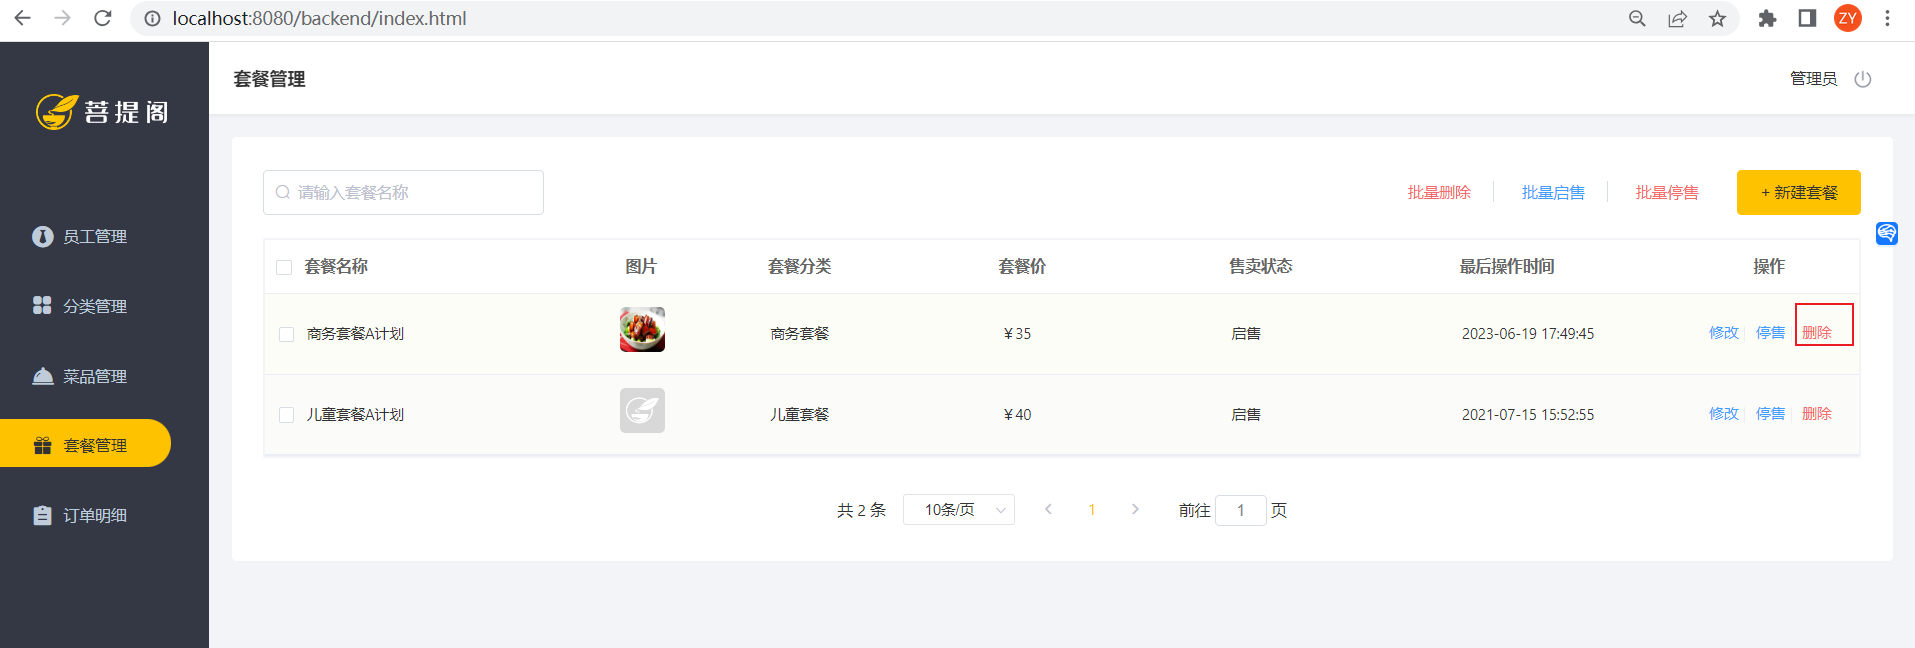 localhost:8080/backend/index.html
ZY
菩提阁
套餐管理
管理员
员工管理
分类管理
菜品管理
套餐管理
订单明细
请输入套餐名称
批量删除 批量启售 批量停售 + 新建套餐
套餐名称 图片 套餐分类 套餐价 售卖状态 最后操作时间 操作
商务套餐A计划 商务套餐 ¥35 启售 2023-06-19 17:49:45 修改 停售 删除
儿童套餐A计划 儿童套餐 ¥40 启售 2021-07-15 15:52:55 修改 停售 删除
共 2 条 10条/页 1 前往 1 页